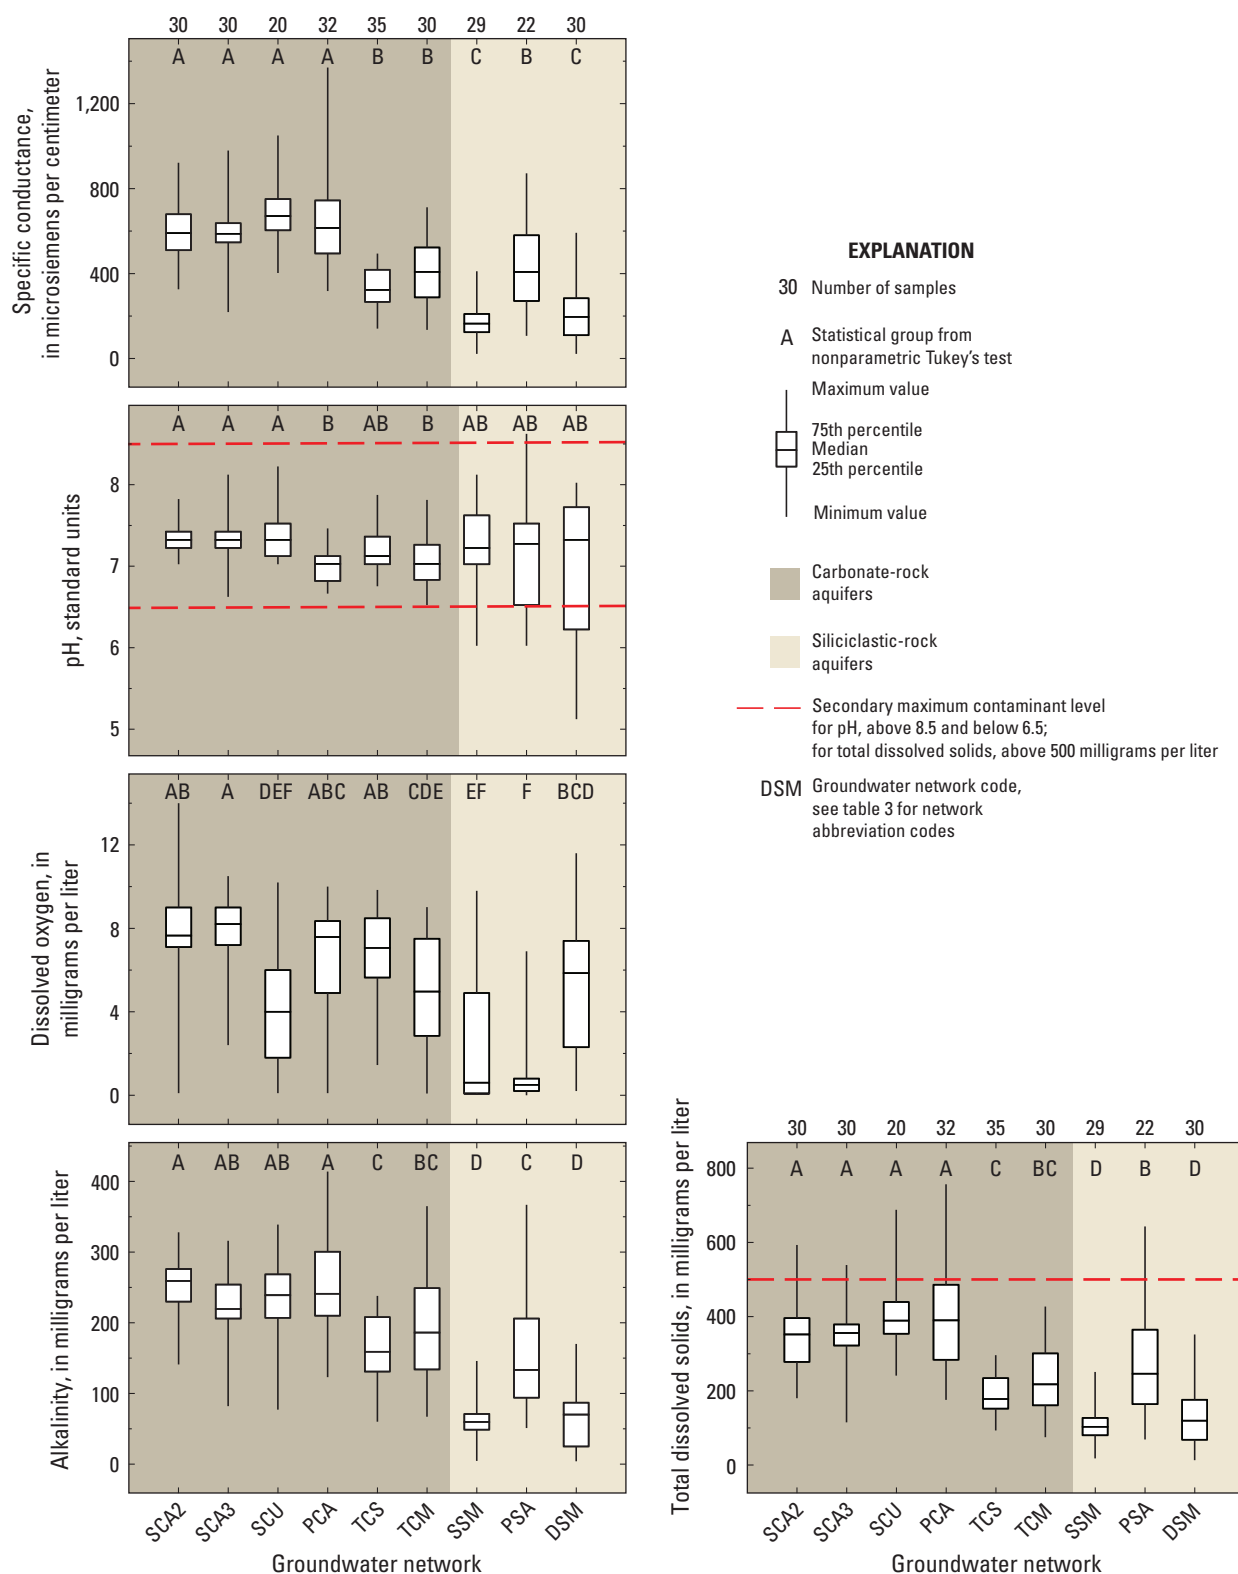 30 30 20 32 35 30 29 22 30
A A A A B B C B C
Specific conductance,
in microsiemens per centimeter
1,200
800
400
0
A A A B AB B AB AB AB
pH, standard units
8
7
6
5
AB A DEF ABC AB CDE EF F BCD
Dissolved oxygen, in
milligrams per liter
12
8
4
0
A AB AB A C BC D C D
Alkalinity, in milligrams per liter
400
300
200
100
0
SCA2 SCA3 SCU PCA TCS TCM SSM PSA DSM
Groundwater network
EXPLANATION
30 Number of samples
A Statistical group from
nonparametric Tukey's test
Maximum value
75th percentile
Median
25th percentile
Minimum value
Carbonate-rock
aquifers
Siliciclastic-rock
aquifers
Secondary maximum contaminant level
for pH, above 8.5 and below 6.5;
for total dissolved solids, above 500 milligrams per liter
DSM Groundwater network code,
see table 3 for network
abbreviation codes
30 30 20 32 35 30 29 22 30
A A A A C BC D B D
Total dissolved solids, in milligrams per liter
800
600
400
200
0
SCA2 SCA3 SCU PCA TCS TCM SSM PSA DSM
Groundwater network